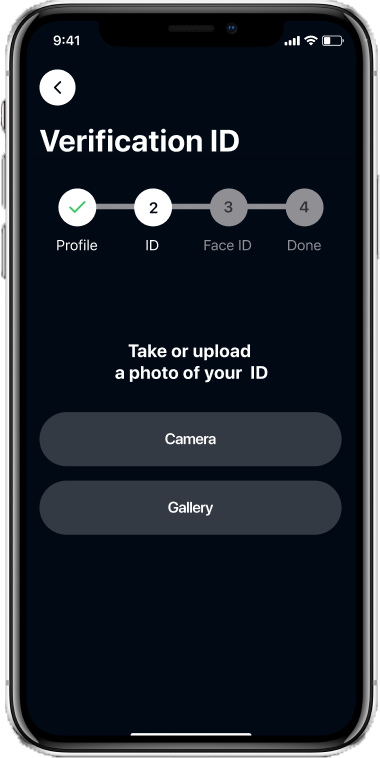 9:41
Verification ID
2 3 4
Profile ID Face ID Done
Take or upload
a photo of your ID
Camera
Gallery